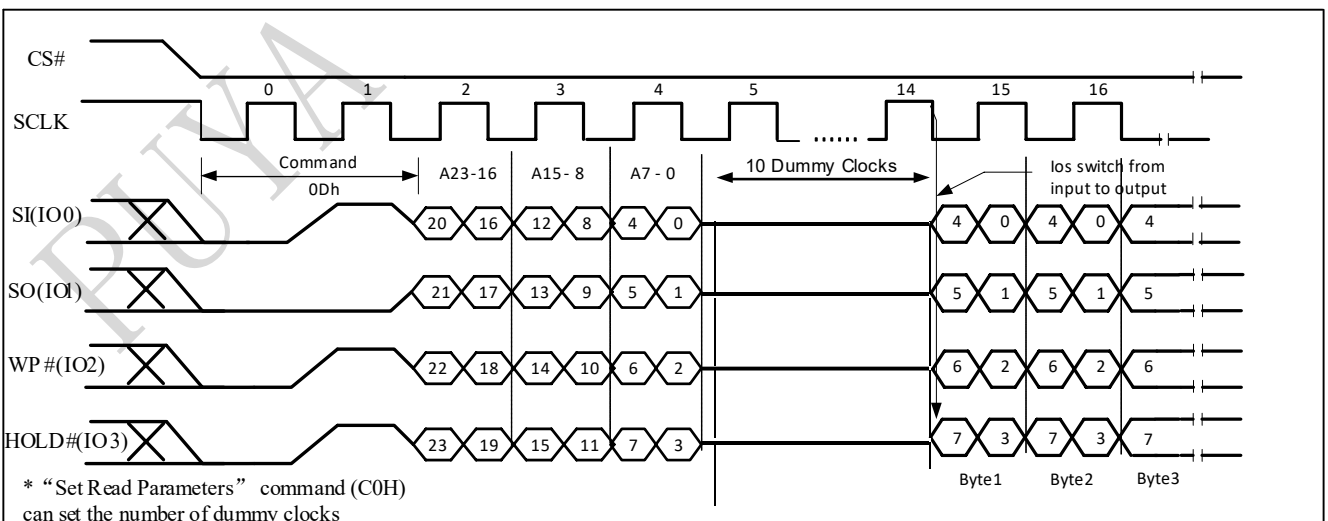 PUYA
CS#
0 1 2 3 4 5 14 15 16
SCLK
Command A23-16 A15- 8 A7 - 0 10 Dummy Clocks Ios switch from
0Dh input to output
SI(IO0) 20 16 12 8 4 0 4 0 4 0 4
SO(IO1) 21 17 13 9 5 1 5 1 5 1 5
WP#(IO2) 22 18 14 10 6 2 6 2 6 2 6
HOLD#(IO3) 23 19 15 11 7 3 7 3 7 3 7
Byte1 Byte2 Byte3
* “Set Read Parameters” command (C0H)
can set the number of dummy clocks